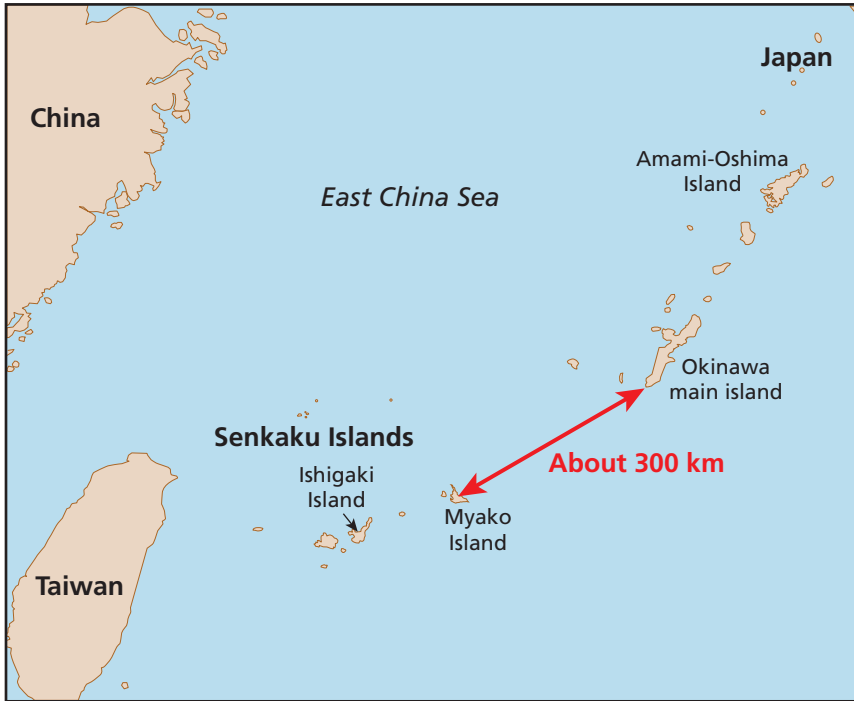 Japan
China
Amami-Oshima
Island
East China Sea
Okinawa
main island
Senkaku Islands
About 300 km
Ishigaki
Island
Myako
Island
Taiwan